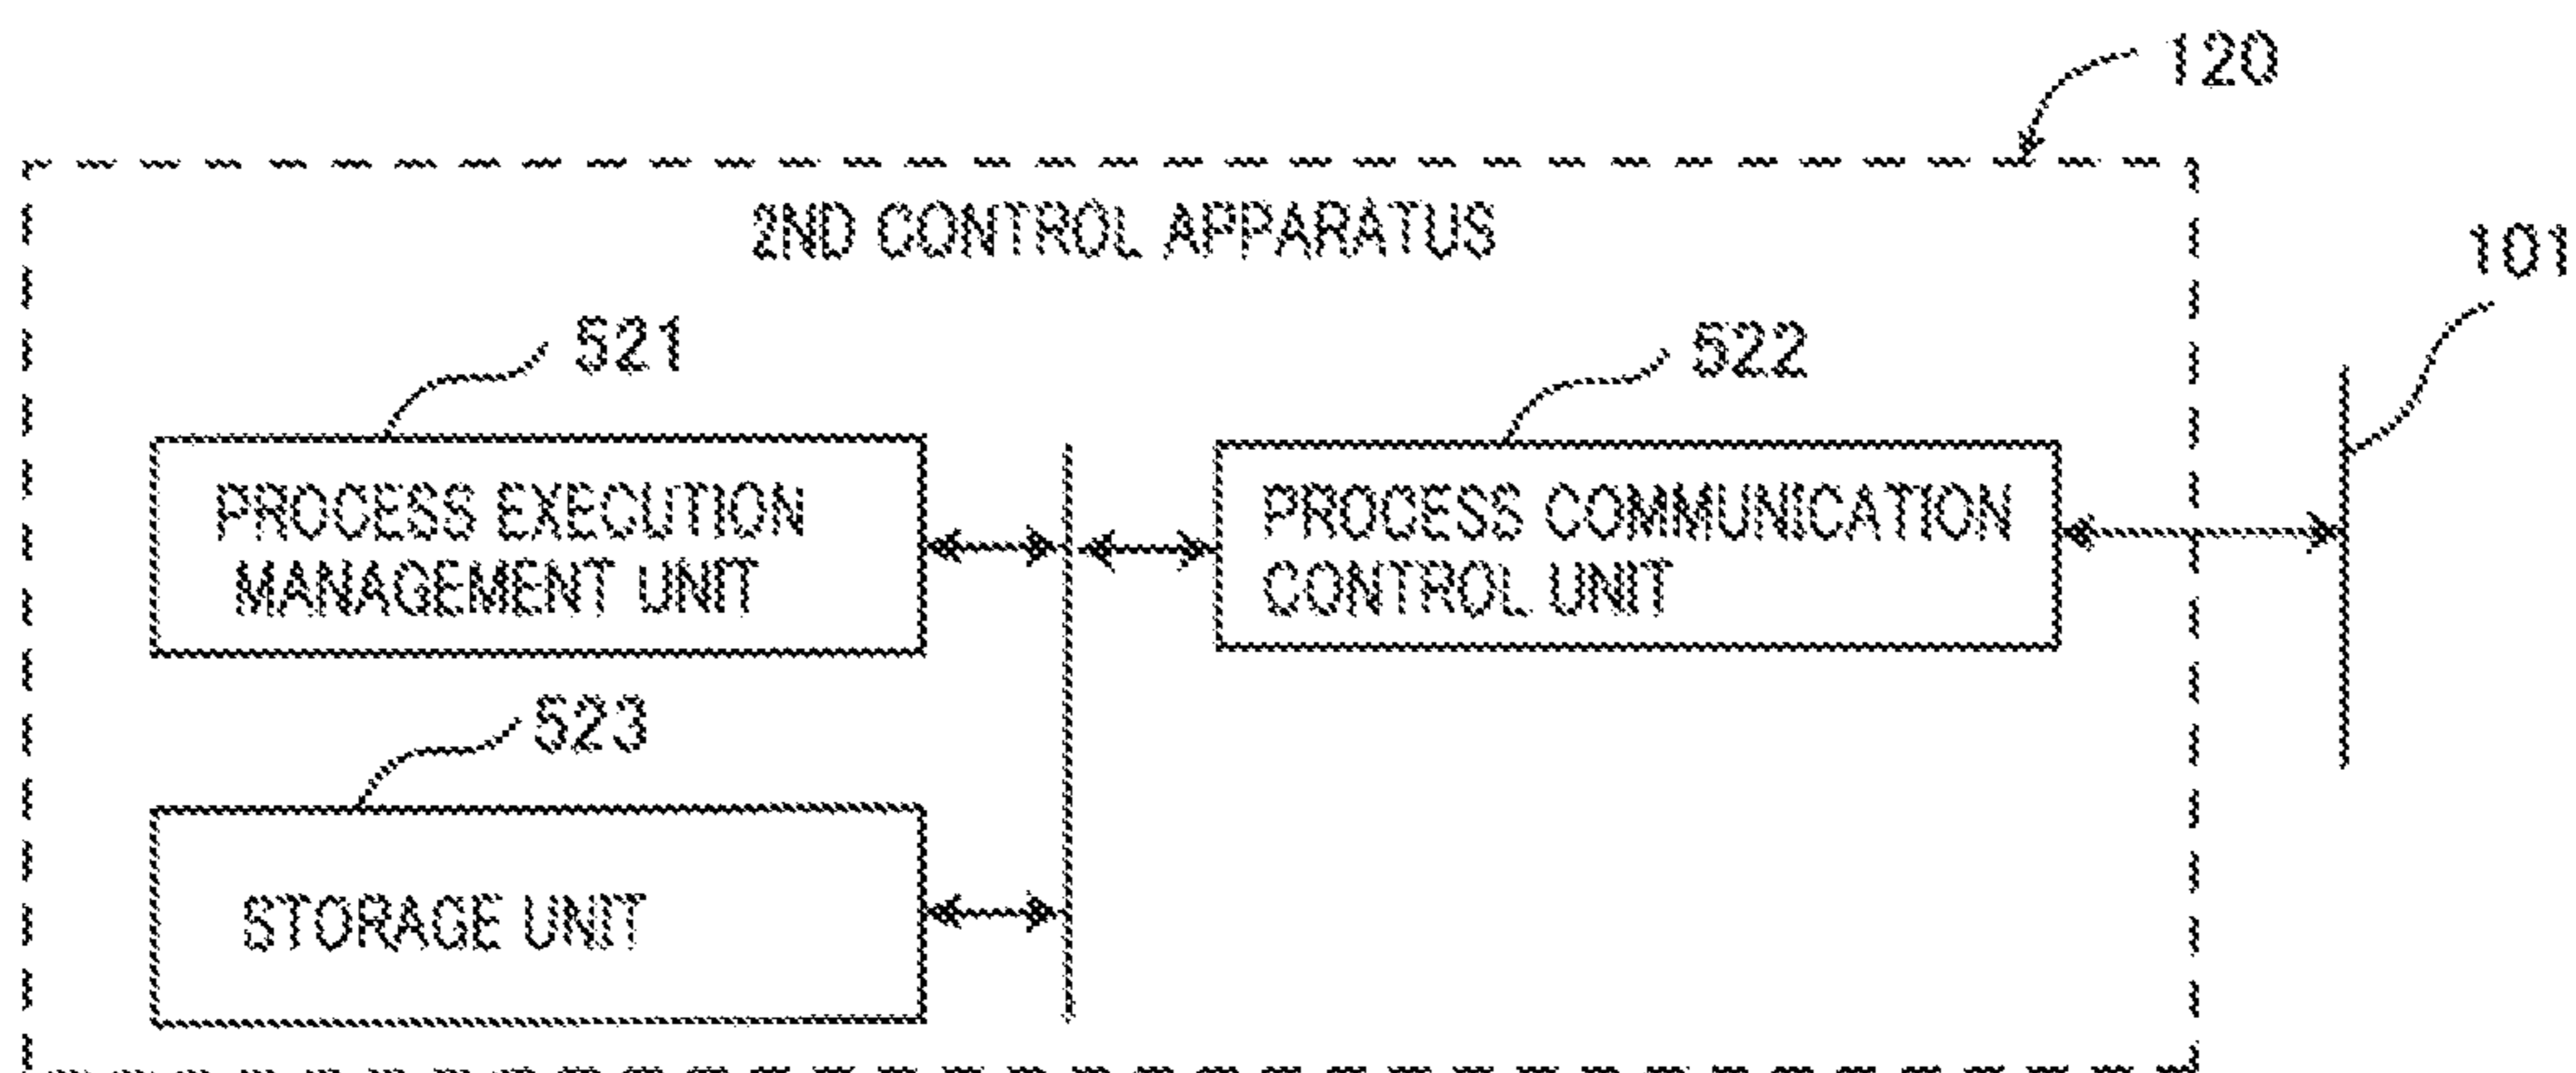 120
2ND CONTROL APPARATUS
101
521
522
PROCESS EXECUTION
MANAGEMENT UNIT
PROCESS COMMUNICATION
CONTROL UNIT
523
STORAGE UNIT